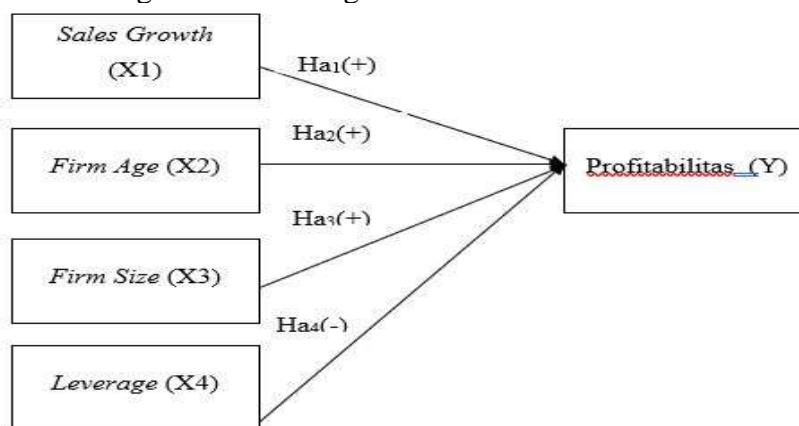 Sales Growth
(X1)
Ha1(+)
Ha2(+)
Firm Age (X2)
Profitabilitas (Y)
Ha3(+)
Firm Size (X3)
Ha4(-)
Leverage (X4)